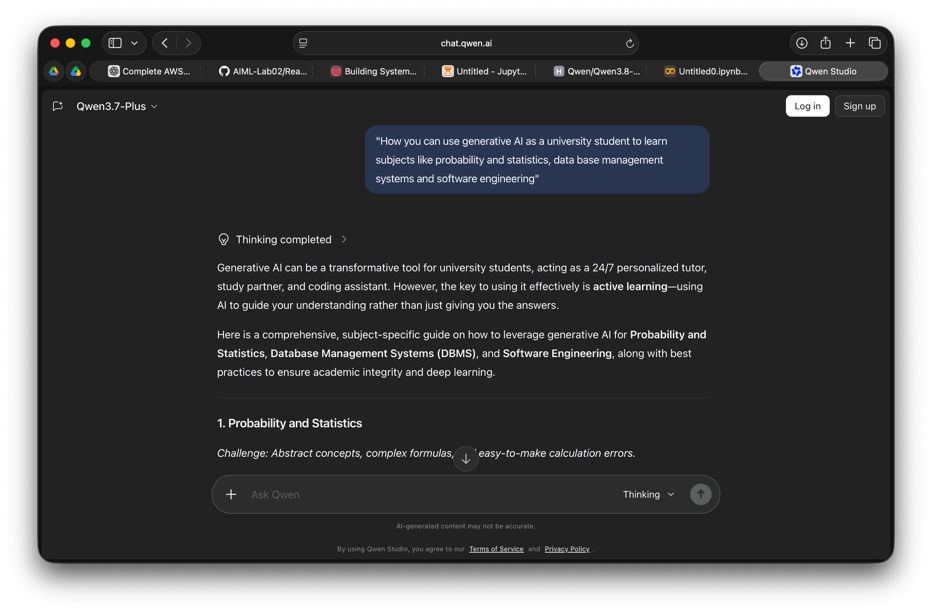 chat.qwen.ai
Complete AWS...
AIML-Lab02/Rea...
Building System...
Untitled - Jupyt...
Qwen/Qwen3.8-...
Untitled0.ipynb...
Qwen Studio
Qwen3.7-Plus
Log in
Sign up
"How you can use generative AI as a university student to learn
subjects like probability and statistics, data base management
systems and software engineering"
Thinking completed
Generative AI can be a transformative tool for university students, acting as a 24/7 personalized tutor,
study partner, and coding assistant. However, the key to using it effectively is active learning—using
AI to guide your understanding rather than just giving you the answers.
Here is a comprehensive, subject-specific guide on how to leverage generative AI for Probability and
Statistics, Database Management Systems (DBMS), and Software Engineering, along with best
practices to ensure academic integrity and deep learning.
1. Probability and Statistics
Challenge: Abstract concepts, complex formulas, easy-to-make calculation errors.
Ask Qwen
Thinking
AI-generated content may not be accurate.
By using Qwen Studio, you agree to our Terms of Service and Privacy Policy .